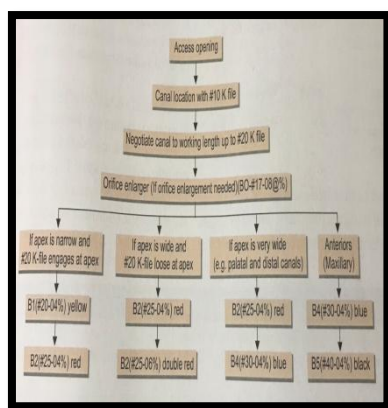 Access opening
Canal location with #10 K file
Negotiate canal to working length up to #20 K file
Orifice enlarger (If orifice enlargement needed)(BO-#17-08@%)
If apex is narrow and
#20 K-file engages at apex
If apex is wide and
#20 K-file loose at apex
If apex is very wide
(e.g. palatal and distal canals)
Anteriors
(Maxillary)
B1(#20-04%) yellow
B2(#25-04%) red
B2(#25-04%) red
B4(#30-04%) blue
B2(#25-04%) red
B2(#25-06%) double red
B4(#30-04%) blue
B5(#40-04%) black